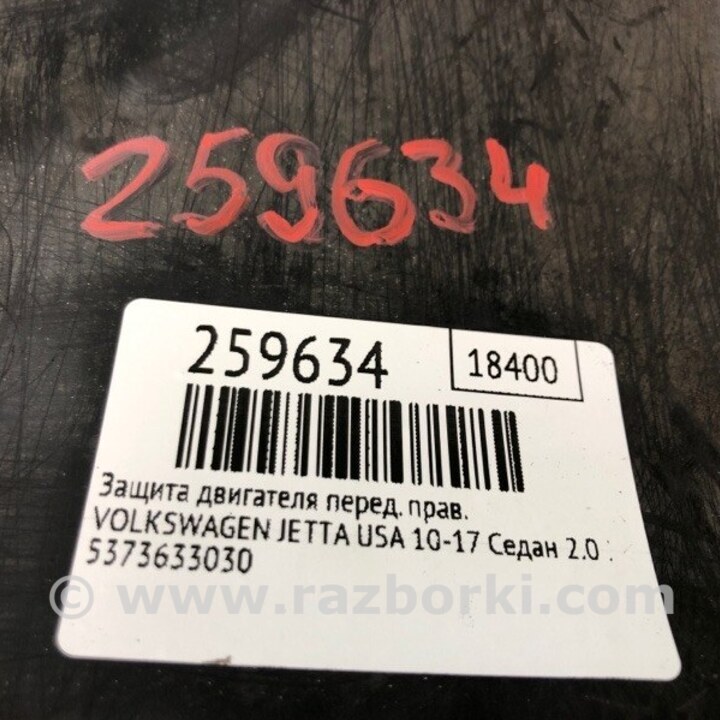 259634
259634
18400
Защита двигателя перед. прав.
VOLKSWAGEN JETTA USA 10-17 Седан 2.0 :
5373633030
© www.razborki.com